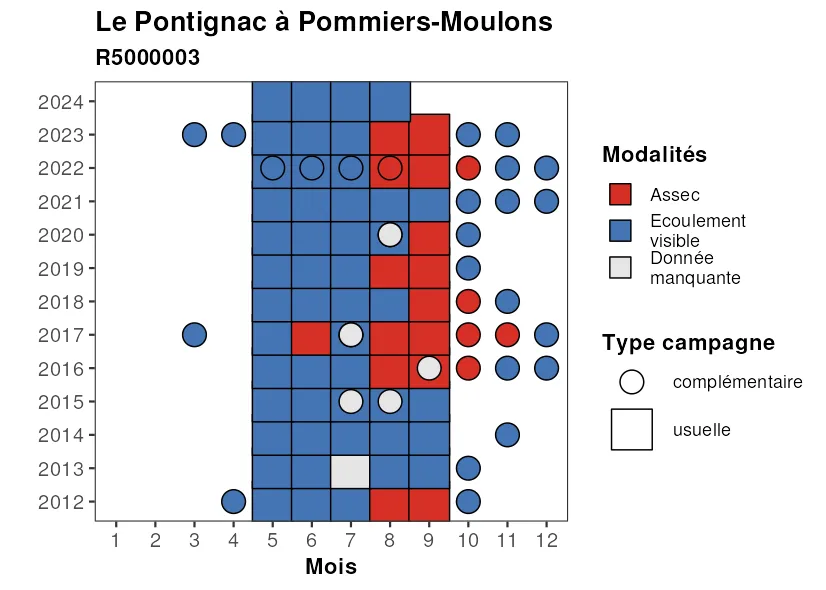 Le Pontignac à Pommiers-Moulons
R5000003
2024
2023
2022
2021
2020
2019
2018
2017
2016
2015
2014
2013
2012
1 2 3 4 5 6 7 8 9 10 11 12
Mois
Modalités
Assec
Ecoulement
visible
Donnée
manquante
Type campagne
complémentaire
usuelle